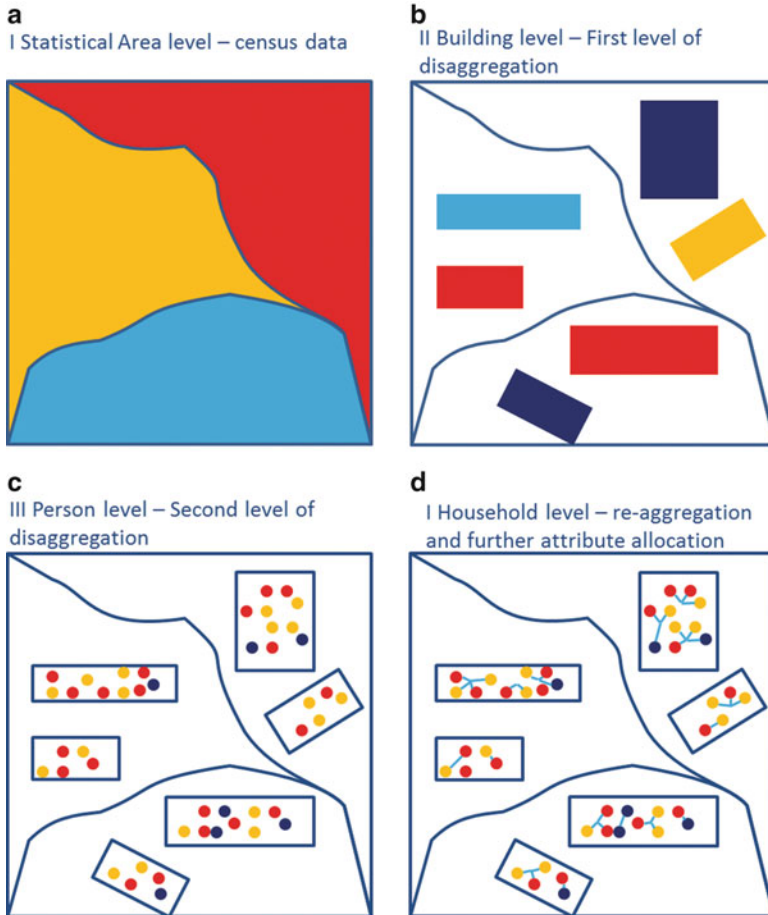 a
I Statistical Area level – census data
b
II Building level – First level of
disaggregation
c
III Person level – Second level of
disaggregation
d
I Household level – re-aggregation
and further attribute allocation